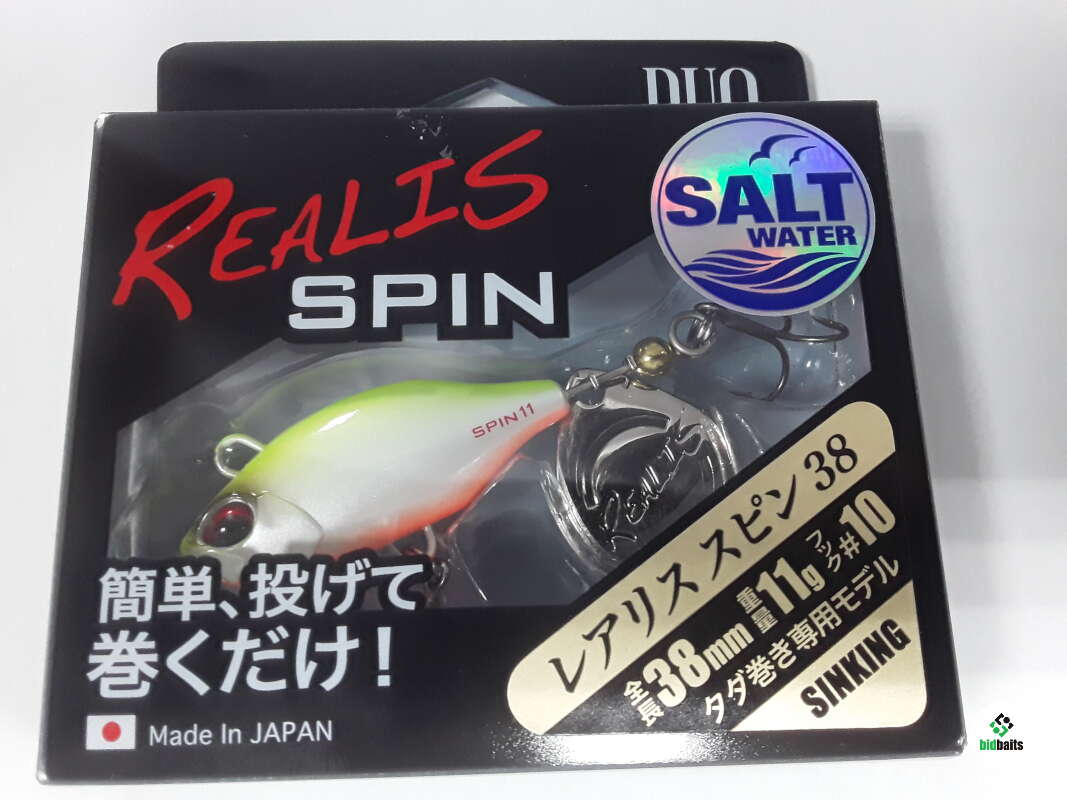 DUO
REALIS
SPIN
SALT
WATER
SPIN11
REALIS
レアリス スピン 38
全長38mm 重量11g フック#10
タダ巻き専用モデル
SINKING
簡単、投げて
巻くだけ!
Made In JAPAN
bidbaits